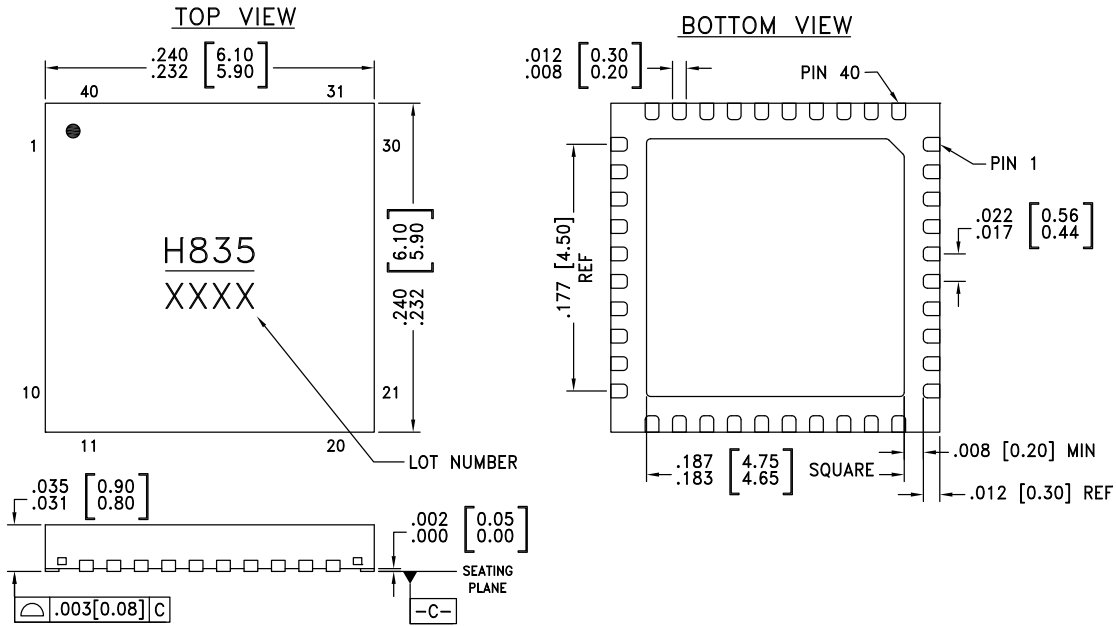 TOP VIEW
.240 [6.10]
.232 [5.90]
40
31
1
30
H835
XXXX
.240 [6.10]
.232 [5.90]
10
21
11
20
LOT NUMBER
.035 [0.90]
.031 [0.80]
.002 [0.05]
.000 [0.00]
SEATING
PLANE
.003[0.08] C
-C-
BOTTOM VIEW
.012 [0.30]
.008 [0.20]
PIN 40
PIN 1
.022 [0.56]
.017 [0.44]
.177 [4.50]
REF
.187 [4.75]
.183 [4.65]
SQUARE
.008 [0.20] MIN
.012 [0.30] REF